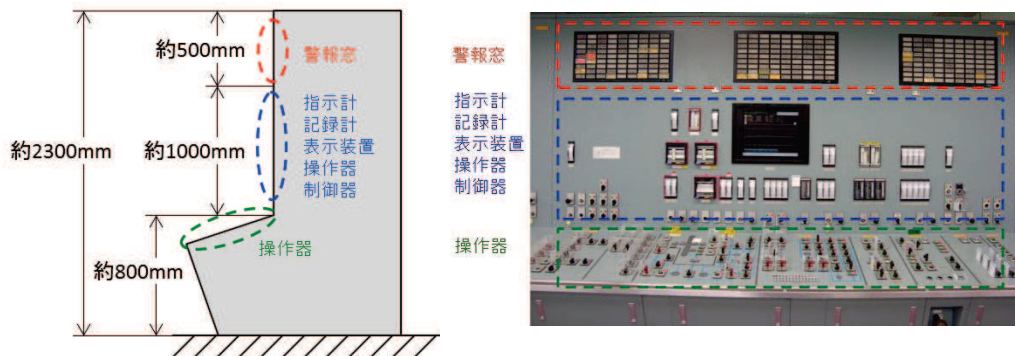 約500mm
警報窓
指示計
記録計
表示装置
操作器
制御器
約2300mm
約1000mm
操作器
約800mm
警報窓
指示計
記録計
表示装置
操作器
制御器
操作器